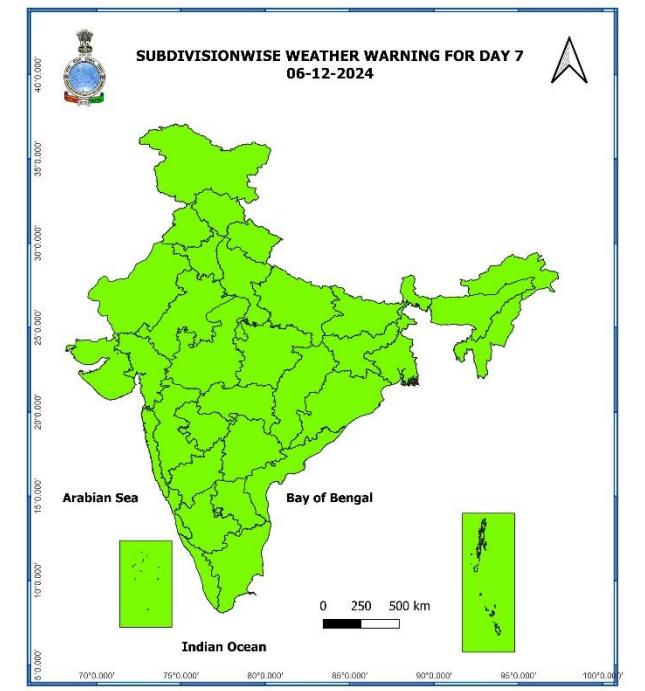 SUBDIVISIONWISE WEATHER WARNING FOR DAY 7
06-12-2024
40°0.000'
35°0.000'
30°0.000'
25°0.000'
20°0.000'
15°0.000'
10°0.000'
5°0.000'
Arabian Sea
Bay of Bengal
0 250 500 km
Indian Ocean
70°0.000' 75°0.000' 80°0.000' 85°0.000' 90°0.000' 95°0.000' 100°0.000'